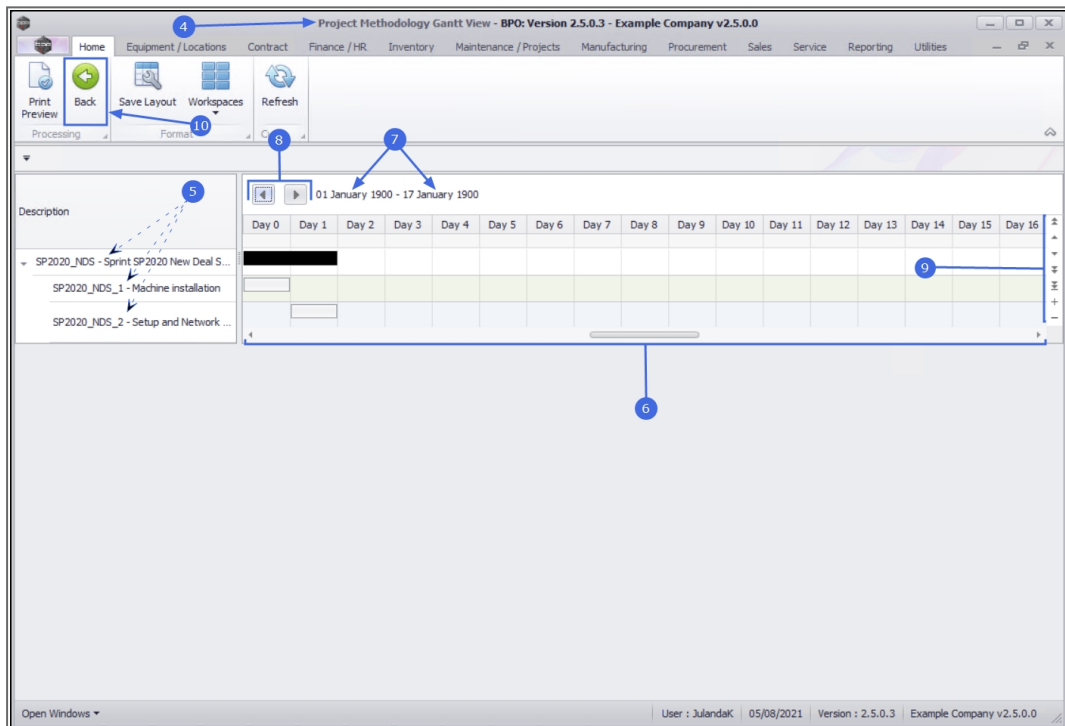 4
Project Methodology Gantt View - BPO: Version 2.5.0.3 - Example Company v2.5.0.0
Home Equipment / Locations Contract Finance / HR Inventory Maintenance / Projects Manufacturing Procurement Sales Service Reporting Utilities
Print Preview Back Save Layout Workspaces Refresh
10
Processing Format C
8 7
5
01 January 1900 - 17 January 1900
Description
Day 0 Day 1 Day 2 Day 3 Day 4 Day 5 Day 6 Day 7 Day 8 Day 9 Day 10 Day 11 Day 12 Day 13 Day 14 Day 15 Day 16
SP2020_NDS - Sprint SP2020 New Deal S...
9
SP2020_NDS_1 - Machine installation
SP2020_NDS_2 - Setup and Network ...
6
Open Windows User : JulandaK 05/08/2021 Version : 2.5.0.3 Example Company v2.5.0.0